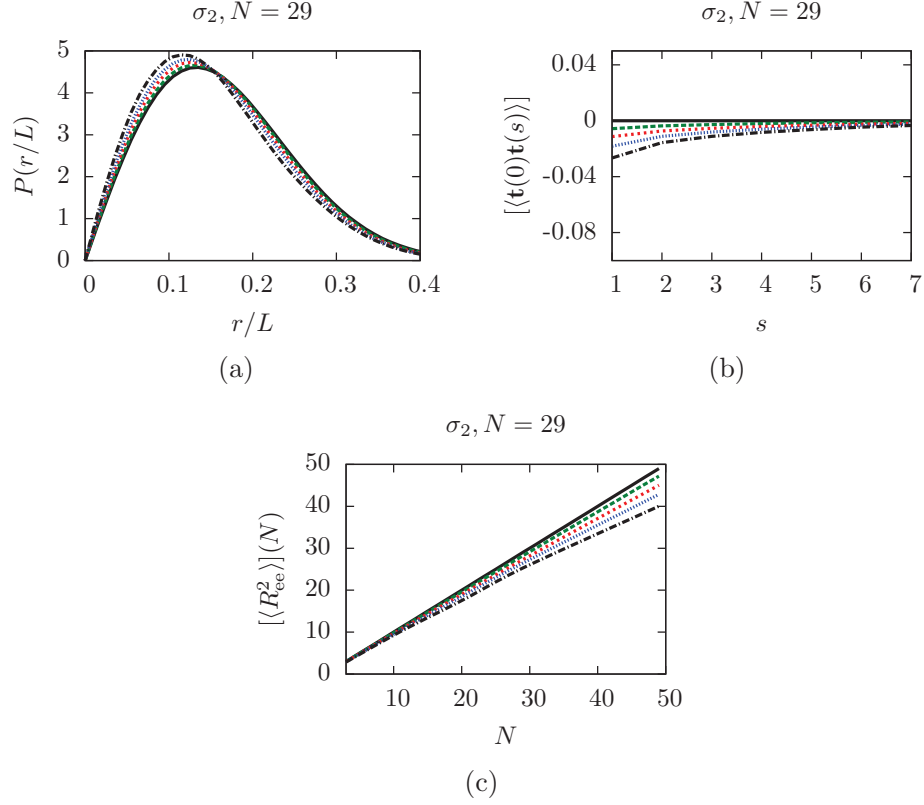 σ₂, N = 29
P(r/L)
5
4
3
2
1
0
0 0.1 0.2 0.3 0.4
r/L
(a)
σ₂, N = 29
[⟨t(0)t(s)⟩]
0.04
0
-0.04
-0.08
1 2 3 4 5 6 7
s
(b)
σ₂, N = 29
[⟨R²ee⟩](N)
50
40
30
20
10
0
10 20 30 40 50
N
(c)